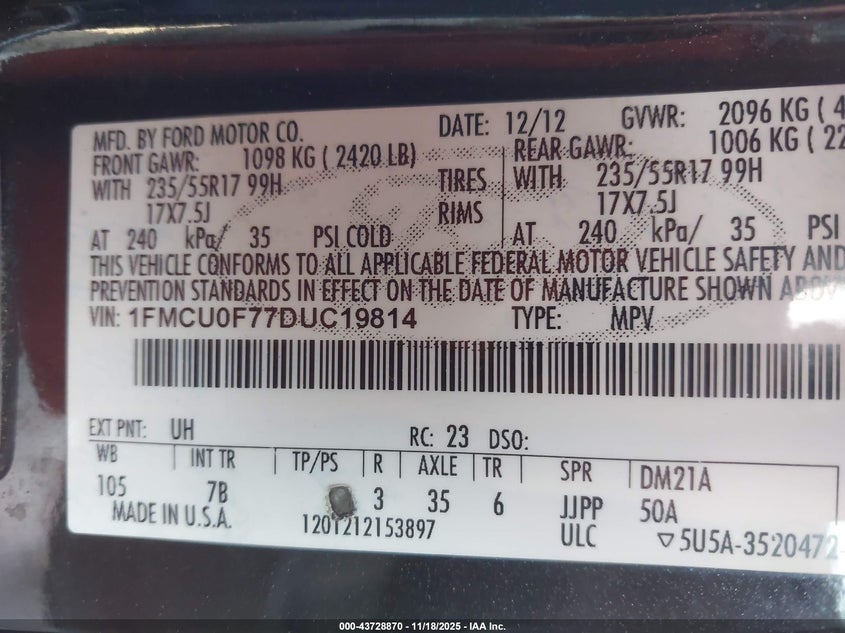 MFD. BY FORD MOTOR CO. DATE: 12/12 GVWR: 2096 KG ( 4
FRONT GAWR: 1098 KG ( 2420 LB) REAR GAWR: 1006 KG ( 22
WITH 235/55R17 99H TIRES WITH 235/55R17 99H
17X7.5J RIMS 17X7.5J
AT 240 kPa/ 35 PSI COLD AT 240 kPa/ 35 PSI
THIS VEHICLE CONFORMS TO ALL APPLICABLE FEDERAL MOTOR VEHICLE SAFETY AND
PREVENTION STANDARDS IN EFFECT ON THE DATE OF MANUFACTURE SHOWN ABOV
VIN: 1FMCU0F77DUC19814 TYPE: MPV
EXT PNT: UH RC: 23 DSO:
WB INT TR TP/PS R AXLE TR SPR DM21A
105 7B 3 35 6 JJPP 50A
MADE IN U.S.A. 1201212153897 ULC ▽5U5A-3520472-
000-43728870 — 11/18/2025 — IAA Inc.